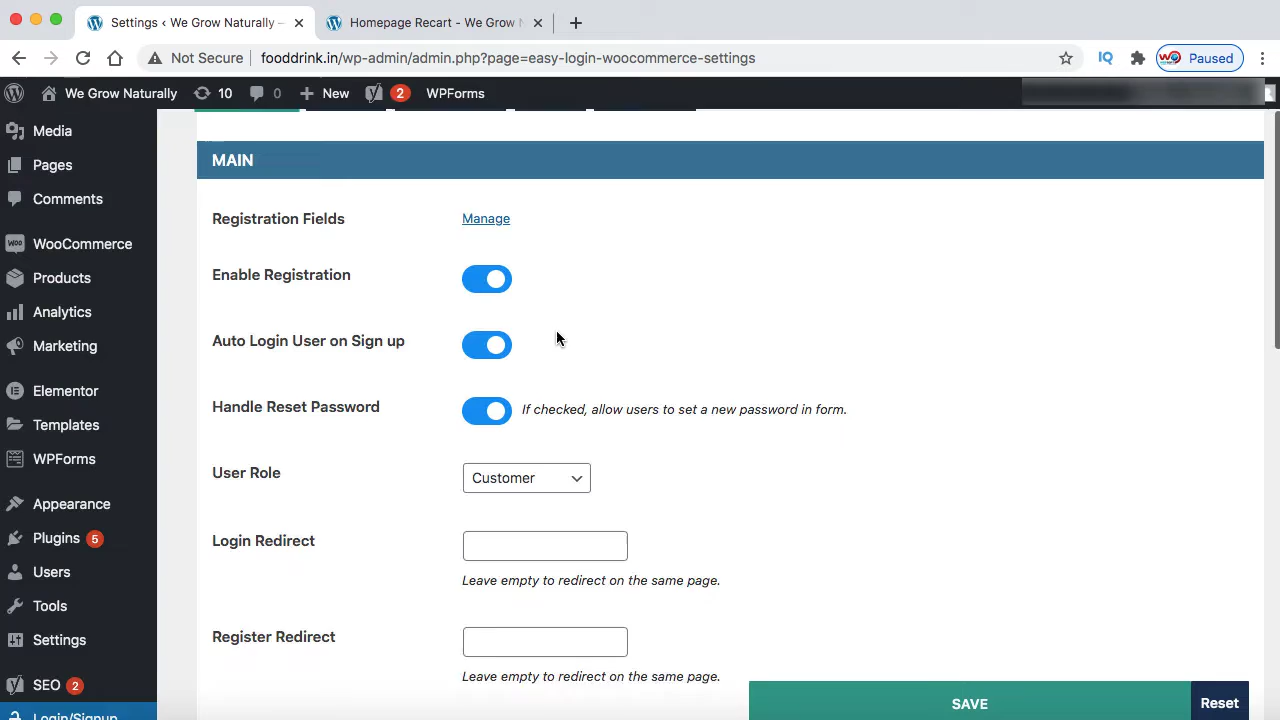 Settings ‹ We Grow Naturally –
Homepage Recart - We Grow N
Not Secure
fooddrink.in/wp-admin/admin.php?page=easy-login-woocommerce-settings
IQ
Paused
We Grow Naturally
10
0
New
2
WPForms
Media
Pages
Comments
WooCommerce
Products
Analytics
Marketing
Elementor
Templates
WPForms
Appearance
Plugins 5
Users
Tools
Settings
SEO 2
Login/Signup
MAIN
Registration Fields
Manage
Enable Registration
Auto Login User on Sign up
Handle Reset Password
If checked, allow users to set a new password in form.
User Role
Customer
Login Redirect
Leave empty to redirect on the same page.
Register Redirect
Leave empty to redirect on the same page.
SAVE
Reset